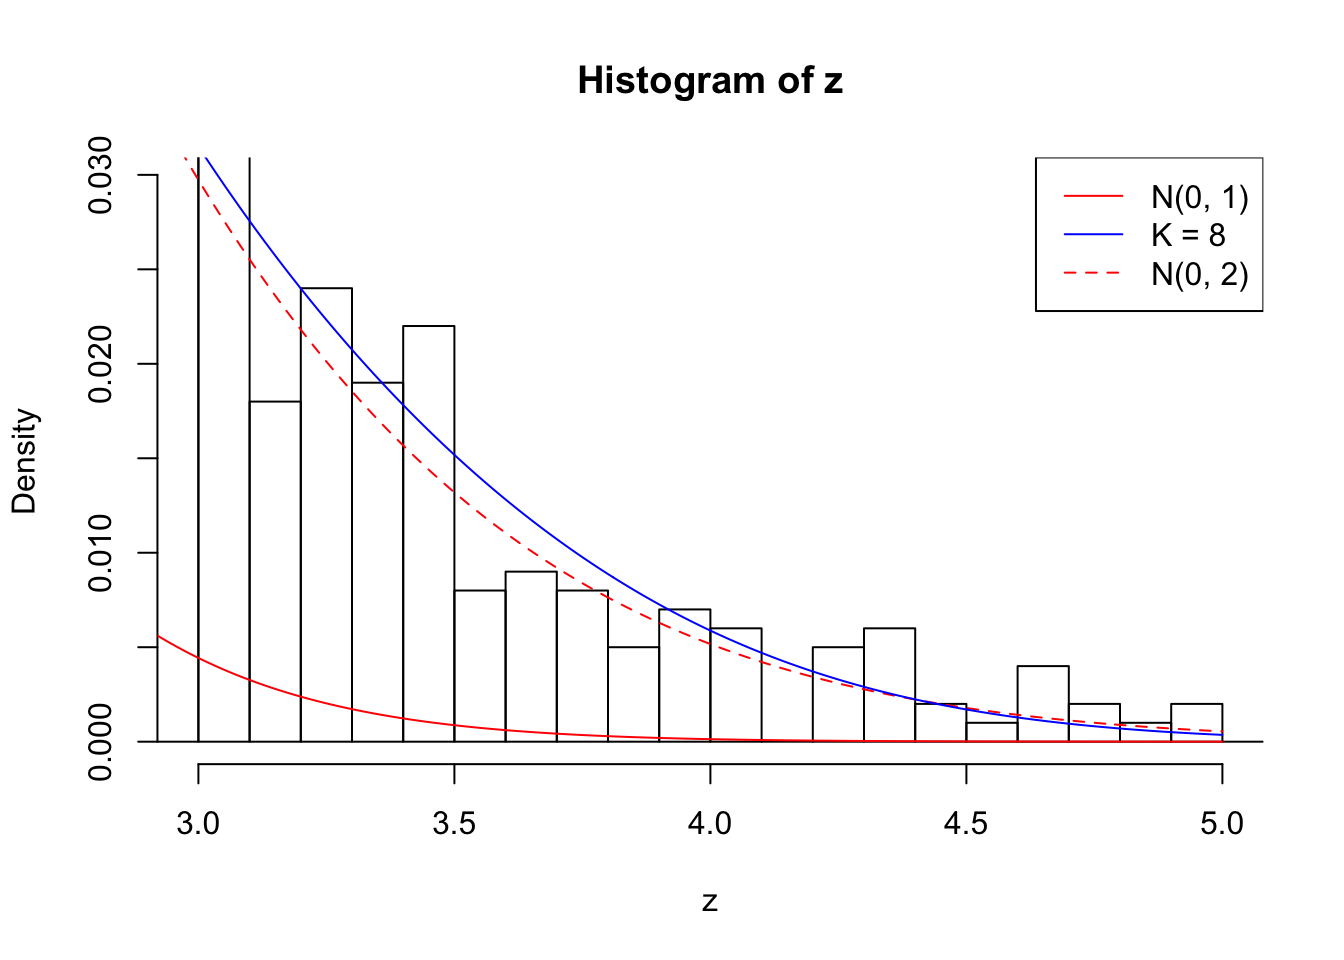 Histogram of z
N(0, 1)
K = 8
N(0, 2)
Density
0.030
0.020
0.010
0.000
3.0 3.5 4.0 4.5 5.0
z